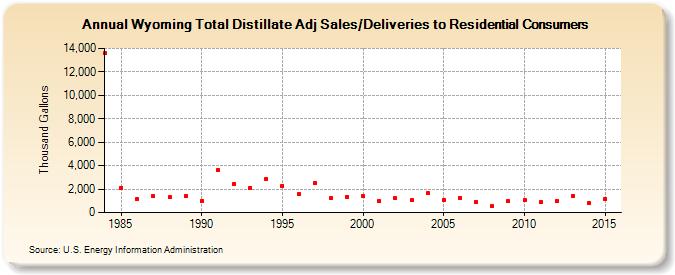 Annual Wyoming Total Distillate Adj Sales/Deliveries to Residential Consumers
Thousand Gallons
14,000
12,000
10,000
8,000
6,000
4,000
2,000
0
1985 1990 1995 2000 2005 2010 2015
Source: U.S. Energy Information Administration